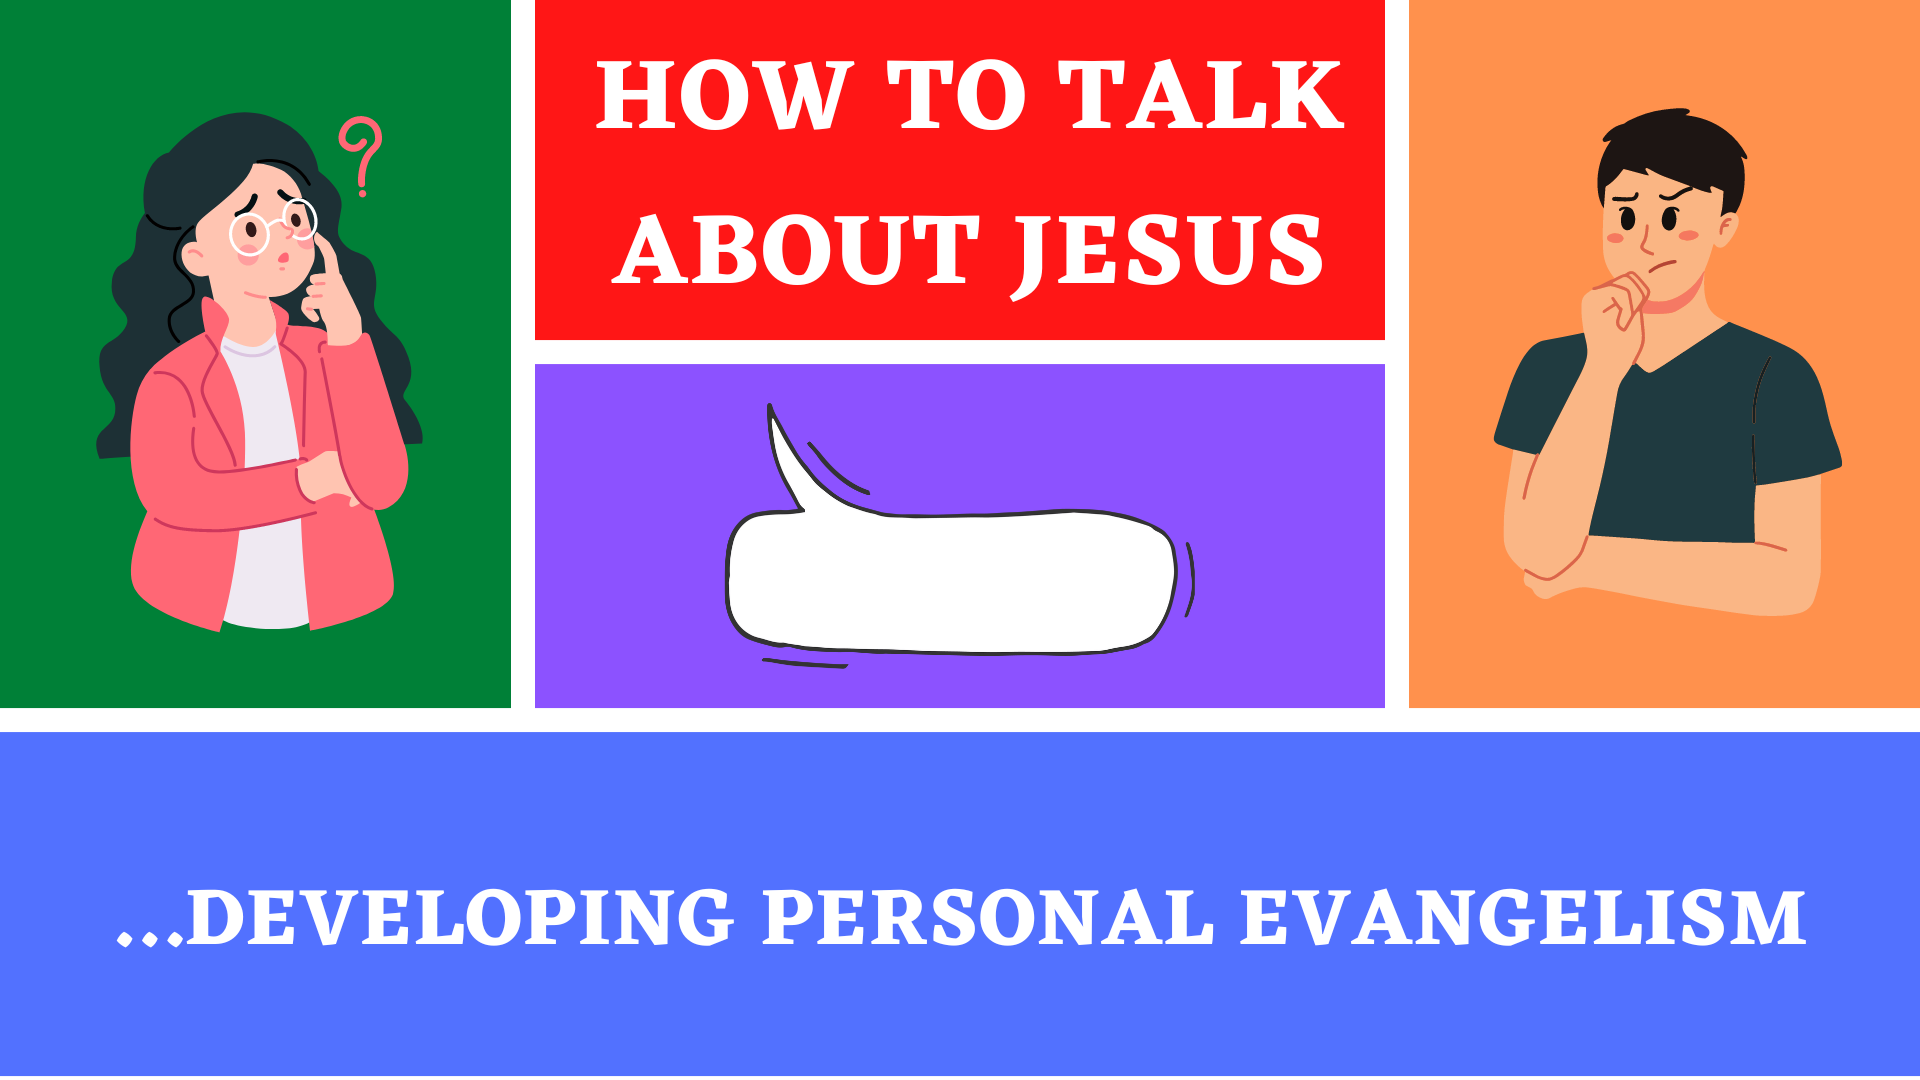 HOW TO TALK
ABOUT JESUS
?
...DEVELOPING PERSONAL EVANGELISM